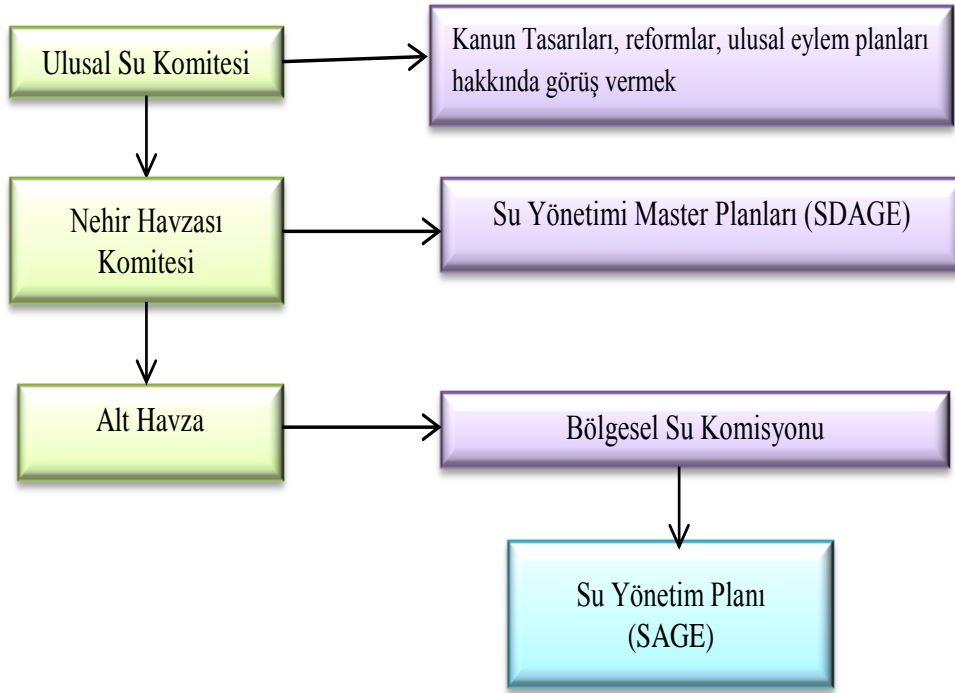 Ulusal Su Komitesi
Kanun Tasarıları, reformlar, ulusal eylem planları
hakkında görüş vermek
Nehir Havzası
Komitesi
Su Yönetimi Master Planları (SDAGE)
Alt Havza
Bölgesel Su Komisyonu
Su Yönetim Planı
(SAGE)